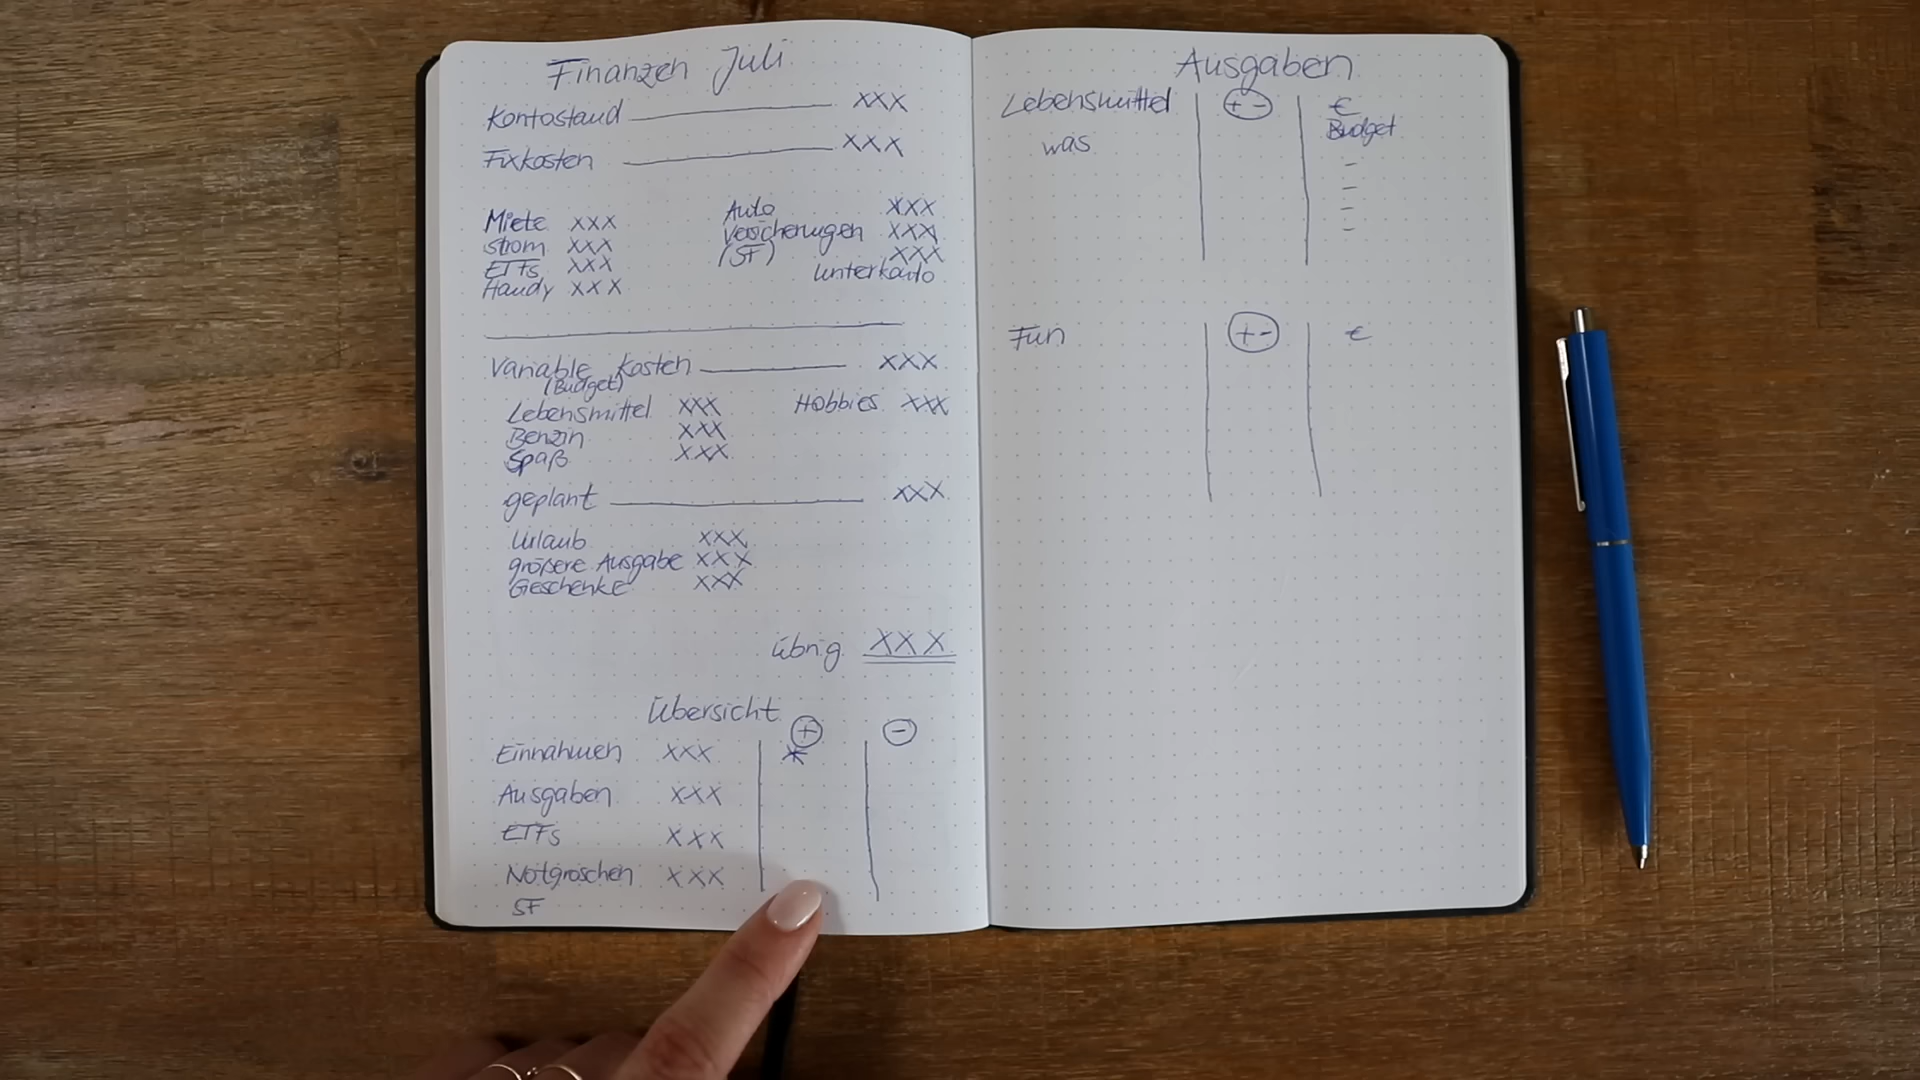 Finanzen Juli
Kontostand XXX
Fixkosten XXX
Miete XXX
Strom XXX
ETFs XXX
Handy XXX
Auto XXX
Versicherungen XXX
(SF) XXX
Unterkonto
Variable Kosten XXX
(Budget)
Lebensmittel XXX
Benzin XXX
Spaß XXX
Hobbies XXX
geplant XXX
Urlaub XXX
größere Ausgabe XXX
Geschenke XXX
übrig XXX
Übersicht
+ -
Einnahmen XXX *
Ausgaben XXX
ETFs XXX
Notgroschen XXX
SF
Ausgaben
Lebensmittel + - €
Budget
was
-
-
-
-
Fun + - €